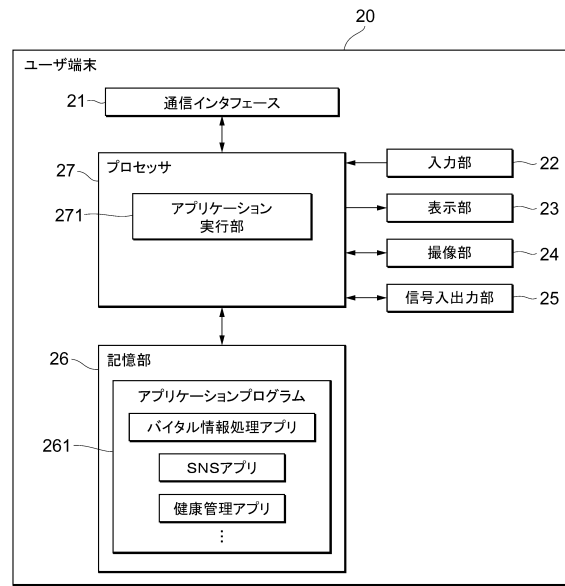 20
ユーザ端末
21
通信インタフェース
27
プロセッサ
271
アプリケーション
実行部
入力部
22
表示部
23
撮像部
24
信号入出力部
25
26
記憶部
アプリケーションプログラム
261
バイタル情報処理アプリ
SNSアプリ
健康管理アプリ
⋮